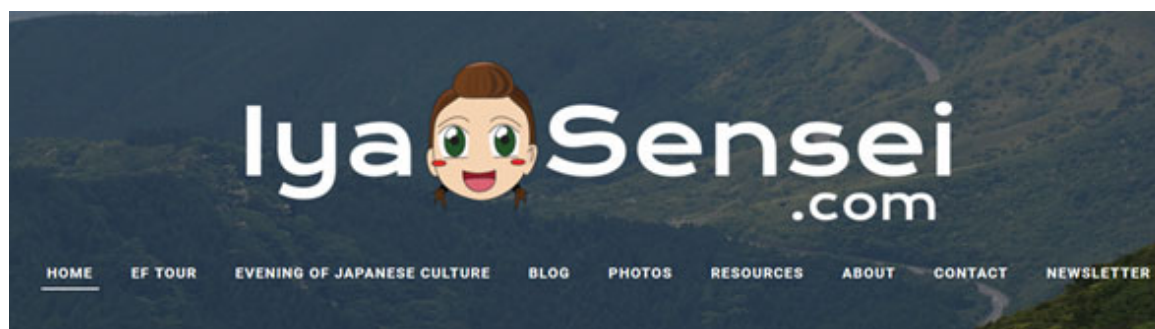 Iya Sensei
.com
HOME EF TOUR EVENING OF JAPANESE CULTURE BLOG PHOTOS RESOURCES ABOUT CONTACT NEWSLETTER